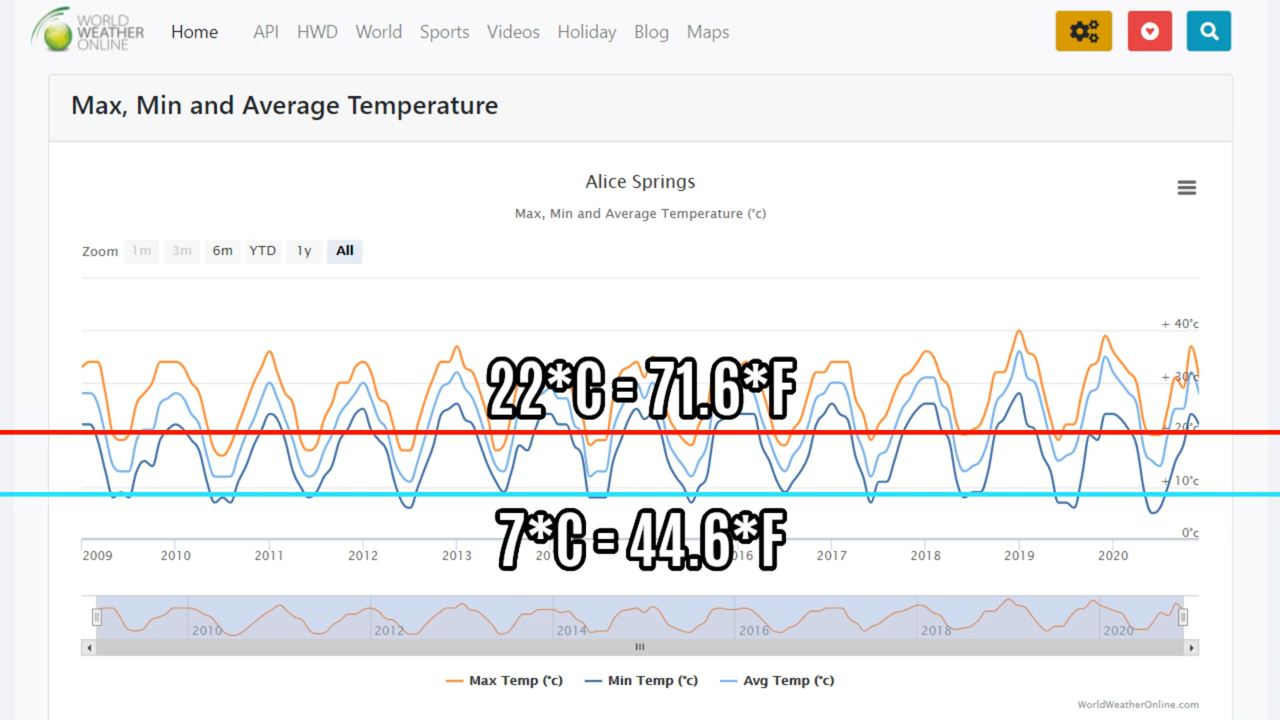 WORLD
WEATHER
ONLINE
Home API HWD World Sports Videos Holiday Blog Maps
Max, Min and Average Temperature
Alice Springs
Max, Min and Average Temperature (°c)
Zoom 1m 3m 6m YTD 1y All
+ 40°c
+ 30°c
22*C = 71.6*F
+ 20°c
+ 10°c
7*C = 44.6*F
0°c
2009 2010 2011 2012 2013 2017 2018 2019 2020
2010 2012 2014 2016 2018 2020
Max Temp (°c) Min Temp (°c) Avg Temp (°c)
WorldWeatherOnline.com